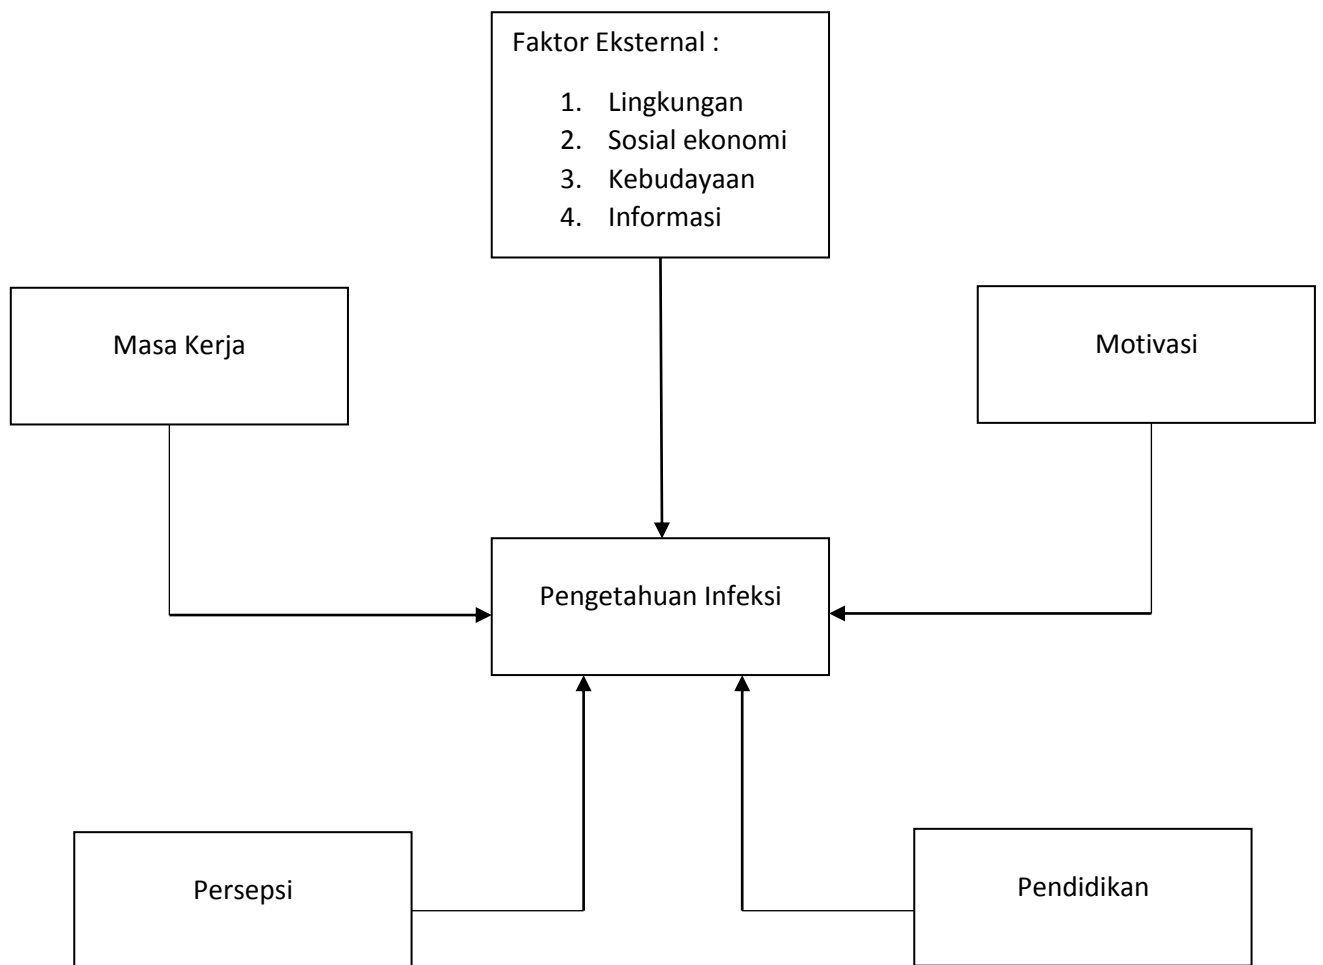 Faktor Eksternal :
1. Lingkungan
2. Sosial ekonomi
3. Kebudayaan
4. Informasi
Masa Kerja
Motivasi
Pengetahuan Infeksi
Persepsi
Pendidikan